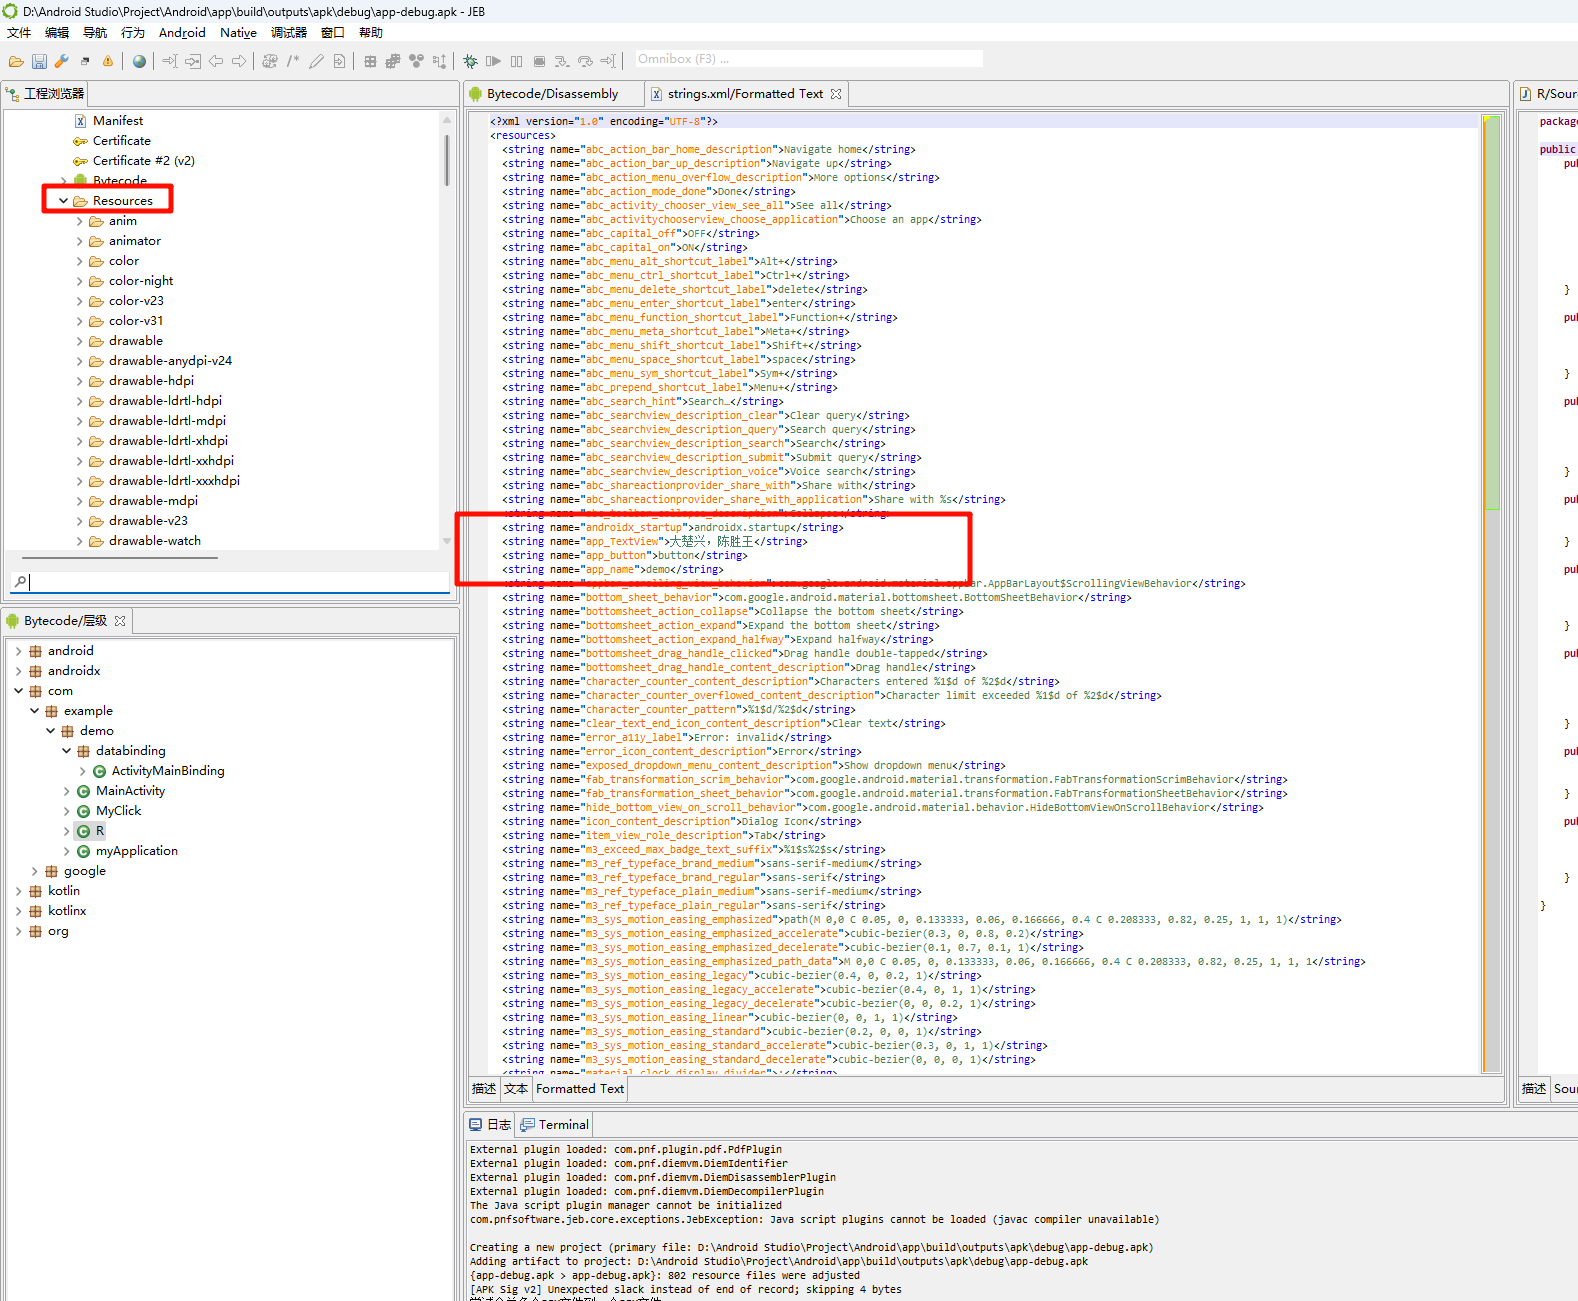 D:\Android Studio\Project\Android\app\build\outputs\apk\debug\app-debug.apk - JEB
文件 编辑 导航 行为 Android Native 调试器 窗口 帮助
Omnibox (F3) ...
工程浏览器
Manifest
Certificate
Certificate #2 (v2)
Bytecode
Resources
anim
animator
color
color-night
color-v23
color-v31
drawable
drawable-anydpi-v24
drawable-hdpi
drawable-ldrtl-hdpi
drawable-ldrtl-mdpi
drawable-ldrtl-xhdpi
drawable-ldrtl-xxhdpi
drawable-ldrtl-xxxhdpi
drawable-mdpi
drawable-v23
drawable-watch
Bytecode/层级
android
androidx
com
example
demo
databinding
ActivityMainBinding
MainActivity
MyClick
R
myApplication
google
kotlin
kotlinx
org
Bytecode/Disassembly
strings.xml/Formatted Text
<?xml version="1.0" encoding="UTF-8"?>
<resources>
<string name="abc_action_bar_home_description">Navigate home</string>
<string name="abc_action_bar_up_description">Navigate up</string>
<string name="abc_action_menu_overflow_description">More options</string>
<string name="abc_action_mode_done">Done</string>
<string name="abc_activity_chooser_view_see_all">See all</string>
<string name="abc_activitychooserview_choose_application">Choose an app</string>
<string name="abc_capital_off">OFF</string>
<string name="abc_capital_on">ON</string>
<string name="abc_menu_alt_shortcut_label">Alt+</string>
<string name="abc_menu_ctrl_shortcut_label">Ctrl+</string>
<string name="abc_menu_delete_shortcut_label">delete</string>
<string name="abc_menu_enter_shortcut_label">enter</string>
<string name="abc_menu_function_shortcut_label">Function+</string>
<string name="abc_menu_meta_shortcut_label">Meta+</string>
<string name="abc_menu_shift_shortcut_label">Shift+</string>
<string name="abc_menu_space_shortcut_label">space</string>
<string name="abc_menu_sym_shortcut_label">Sym+</string>
<string name="abc_prepend_shortcut_label">Menu+</string>
<string name="abc_search_hint">Search…</string>
<string name="abc_searchview_description_clear">Clear query</string>
<string name="abc_searchview_description_query">Search query</string>
<string name="abc_searchview_description_search">Search</string>
<string name="abc_searchview_description_submit">Submit query</string>
<string name="abc_searchview_description_voice">Voice search</string>
<string name="abc_shareactionprovider_share_with">Share with</string>
<string name="abc_shareactionprovider_share_with_application">Share with %s</string>
<string name="abc_toolbar_collapse_description">Collapse</string>
<string name="androidx_startup">androidx.startup</string>
<string name="app_TextView">大楚兴，陈胜王</string>
<string name="app_button">button</string>
<string name="app_name">demo</string>
<string name="appbar_scrolling_view_behavior">com.google.android.material.appbar.AppBarLayout$ScrollingViewBehavior</string>
<string name="bottom_sheet_behavior">com.google.android.material.bottomsheet.BottomSheetBehavior</string>
<string name="bottomsheet_action_collapse">Collapse the bottom sheet</string>
<string name="bottomsheet_action_expand">Expand the bottom sheet</string>
<string name="bottomsheet_action_expand_halfway">Expand halfway</string>
<string name="bottomsheet_drag_handle_clicked">Drag handle double-tapped</string>
<string name="bottomsheet_drag_handle_content_description">Drag handle</string>
<string name="character_counter_content_description">Characters entered %1$d of %2$d</string>
<string name="character_counter_overflowed_content_description">Character limit exceeded %1$d of %2$d</string>
<string name="character_counter_pattern">%1$d/%2$d</string>
<string name="clear_text_end_icon_content_description">Clear text</string>
<string name="error_a11y_label">Error: invalid</string>
<string name="error_icon_content_description">Error</string>
<string name="exposed_dropdown_menu_content_description">Show dropdown menu</string>
<string name="fab_transformation_scrim_behavior">com.google.android.material.transformation.FabTransformationScrimBehavior</string>
<string name="fab_transformation_sheet_behavior">com.google.android.material.transformation.FabTransformationSheetBehavior</string>
<string name="hide_bottom_view_on_scroll_behavior">com.google.android.material.behavior.HideBottomViewOnScrollBehavior</string>
<string name="icon_content_description">Dialog Icon</string>
<string name="item_view_role_description">Tab</string>
<string name="m3_exceed_max_badge_text_suffix">%1$s%2$s</string>
<string name="m3_ref_typeface_brand_medium">sans-serif-medium</string>
<string name="m3_ref_typeface_brand_regular">sans-serif</string>
<string name="m3_ref_typeface_plain_medium">sans-serif-medium</string>
<string name="m3_ref_typeface_plain_regular">sans-serif</string>
<string name="m3_sys_motion_easing_emphasized">path(M 0,0 C 0.05, 0, 0.133333, 0.06, 0.166666, 0.4 C 0.208333, 0.82, 0.25, 1, 1, 1)</string>
<string name="m3_sys_motion_easing_emphasized_accelerate">cubic-bezier(0.3, 0, 0.8, 0.2)</string>
<string name="m3_sys_motion_easing_emphasized_decelerate">cubic-bezier(0.1, 0.7, 0.1, 1)</string>
<string name="m3_sys_motion_easing_emphasized_path_data">M 0,0 C 0.05, 0, 0.133333, 0.06, 0.166666, 0.4 C 0.208333, 0.82, 0.25, 1, 1, 1</string>
<string name="m3_sys_motion_easing_legacy">cubic-bezier(0.4, 0, 0.2, 1)</string>
<string name="m3_sys_motion_easing_legacy_accelerate">cubic-bezier(0.4, 0, 1, 1)</string>
<string name="m3_sys_motion_easing_legacy_decelerate">cubic-bezier(0, 0, 0.2, 1)</string>
<string name="m3_sys_motion_easing_linear">cubic-bezier(0, 0, 1, 1)</string>
<string name="m3_sys_motion_easing_standard">cubic-bezier(0.2, 0, 0, 1)</string>
<string name="m3_sys_motion_easing_standard_accelerate">cubic-bezier(0.3, 0, 1, 1)</string>
<string name="m3_sys_motion_easing_standard_decelerate">cubic-bezier(0, 0, 0, 1)</string>
<string name="material_clock_display_divider">:</string>
描述 文本 Formatted Text
R/Sour
package
public
pu
}
pu
}
pu
}
pu
}
pu
}
pu
}
pu
}
pu
}
}
描述 Sour
日志 Terminal
External plugin loaded: com.pnf.plugin.pdf.PdfPlugin
External plugin loaded: com.pnf.diemvm.DiemIdentifier
External plugin loaded: com.pnf.diemvm.DiemDisassemblerPlugin
External plugin loaded: com.pnf.diemvm.DiemDecompilerPlugin
The Java script plugin manager cannot be initialized
com.pnfsoftware.jeb.core.exceptions.JebException: Java script plugins cannot be loaded (javac compiler unavailable)
Creating a new project (primary file: D:\Android Studio\Project\Android\app\build\outputs\apk\debug\app-debug.apk)
Adding artifact to project: D:\Android Studio\Project\Android\app\build\outputs\apk\debug\app-debug.apk
{app-debug.apk > app-debug.apk}: 802 resource files were adjusted
[APK Sig v2] Unexpected slack instead of end of record; skipping 4 bytes